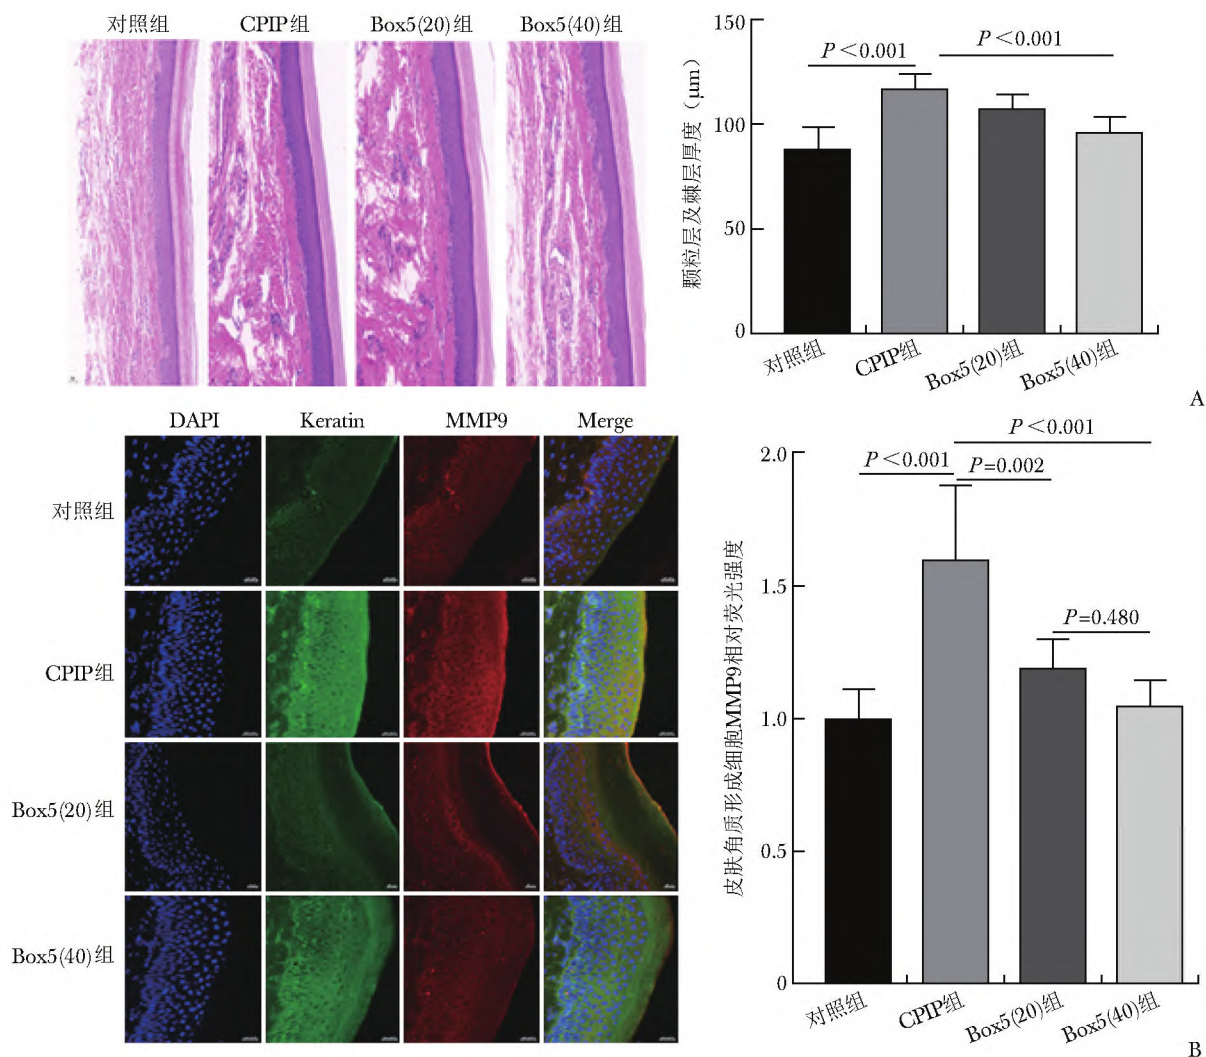 对照组 CPIP组 Box5(20)组 Box5(40)组
颗粒层及棘层厚度（μm）
150
100
50
0
P＜0.001 P＜0.001
对照组 CPIP组 Box5(20)组 Box5(40)组
A
DAPI Keratin MMP9 Merge
对照组
CPIP组
Box5(20)组
Box5(40)组
皮肤角质形成细胞MMP9相对荧光强度
2.0
1.5
1.0
0.5
0
P＜0.001
P＜0.001 P=0.002
P=0.480
对照组 CPIP组 Box5(20)组 Box5(40)组
B